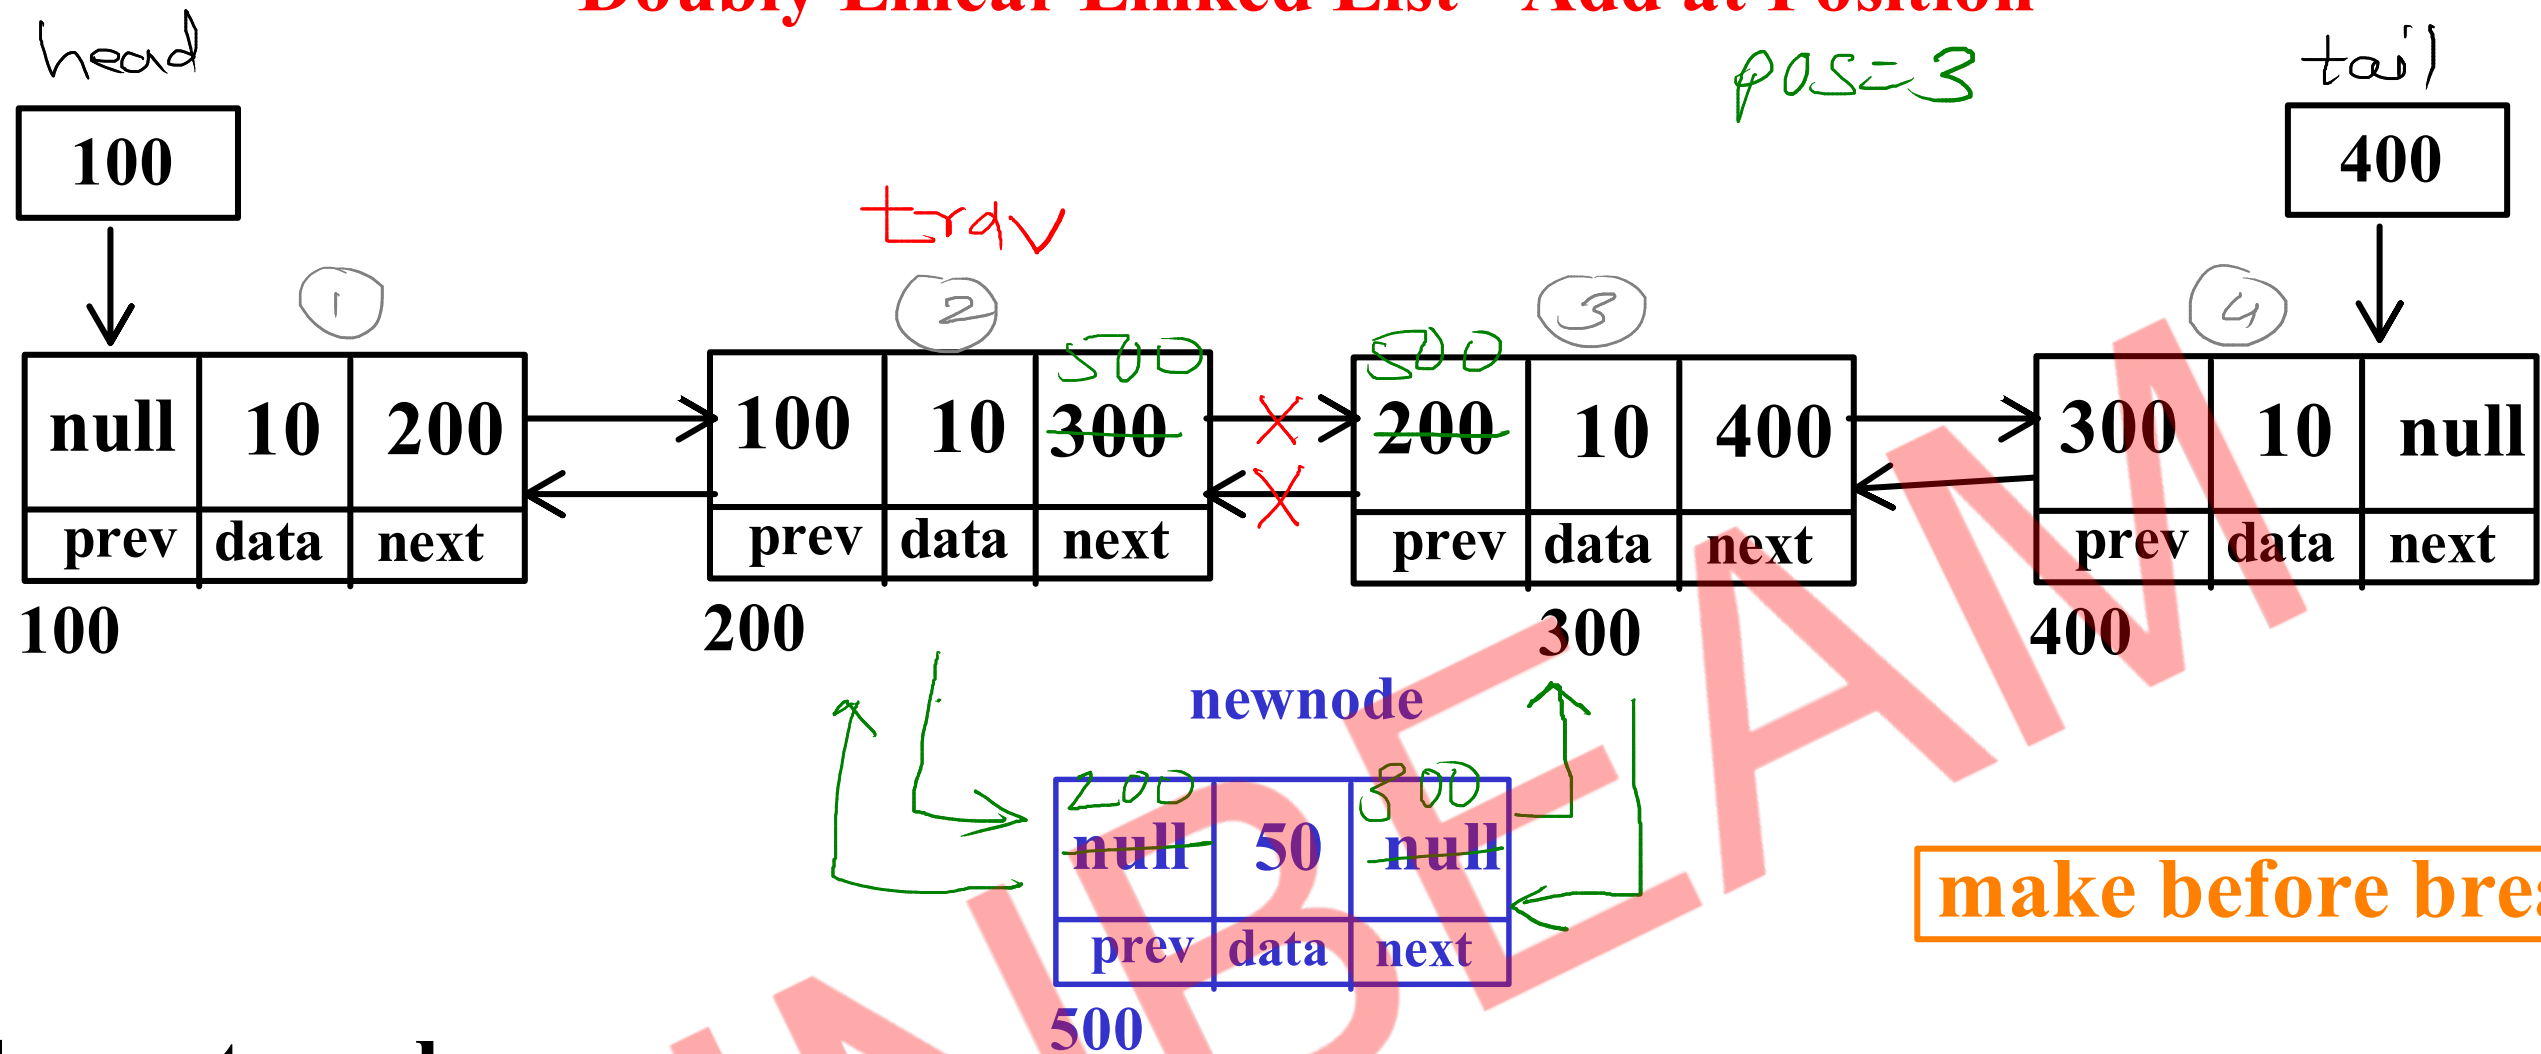 Doubly Linear Linked List - Add at Position
head
pos=3
tail
100
400
trav
1 2 3 4
500 500
null 10 200 100 10 300 200 10 400 300 10 null
prev data next prev data next prev data next prev data next
100 200 300 400
newnode
200 300
null 50 null
make before brea
prev data next
500
NBEAM